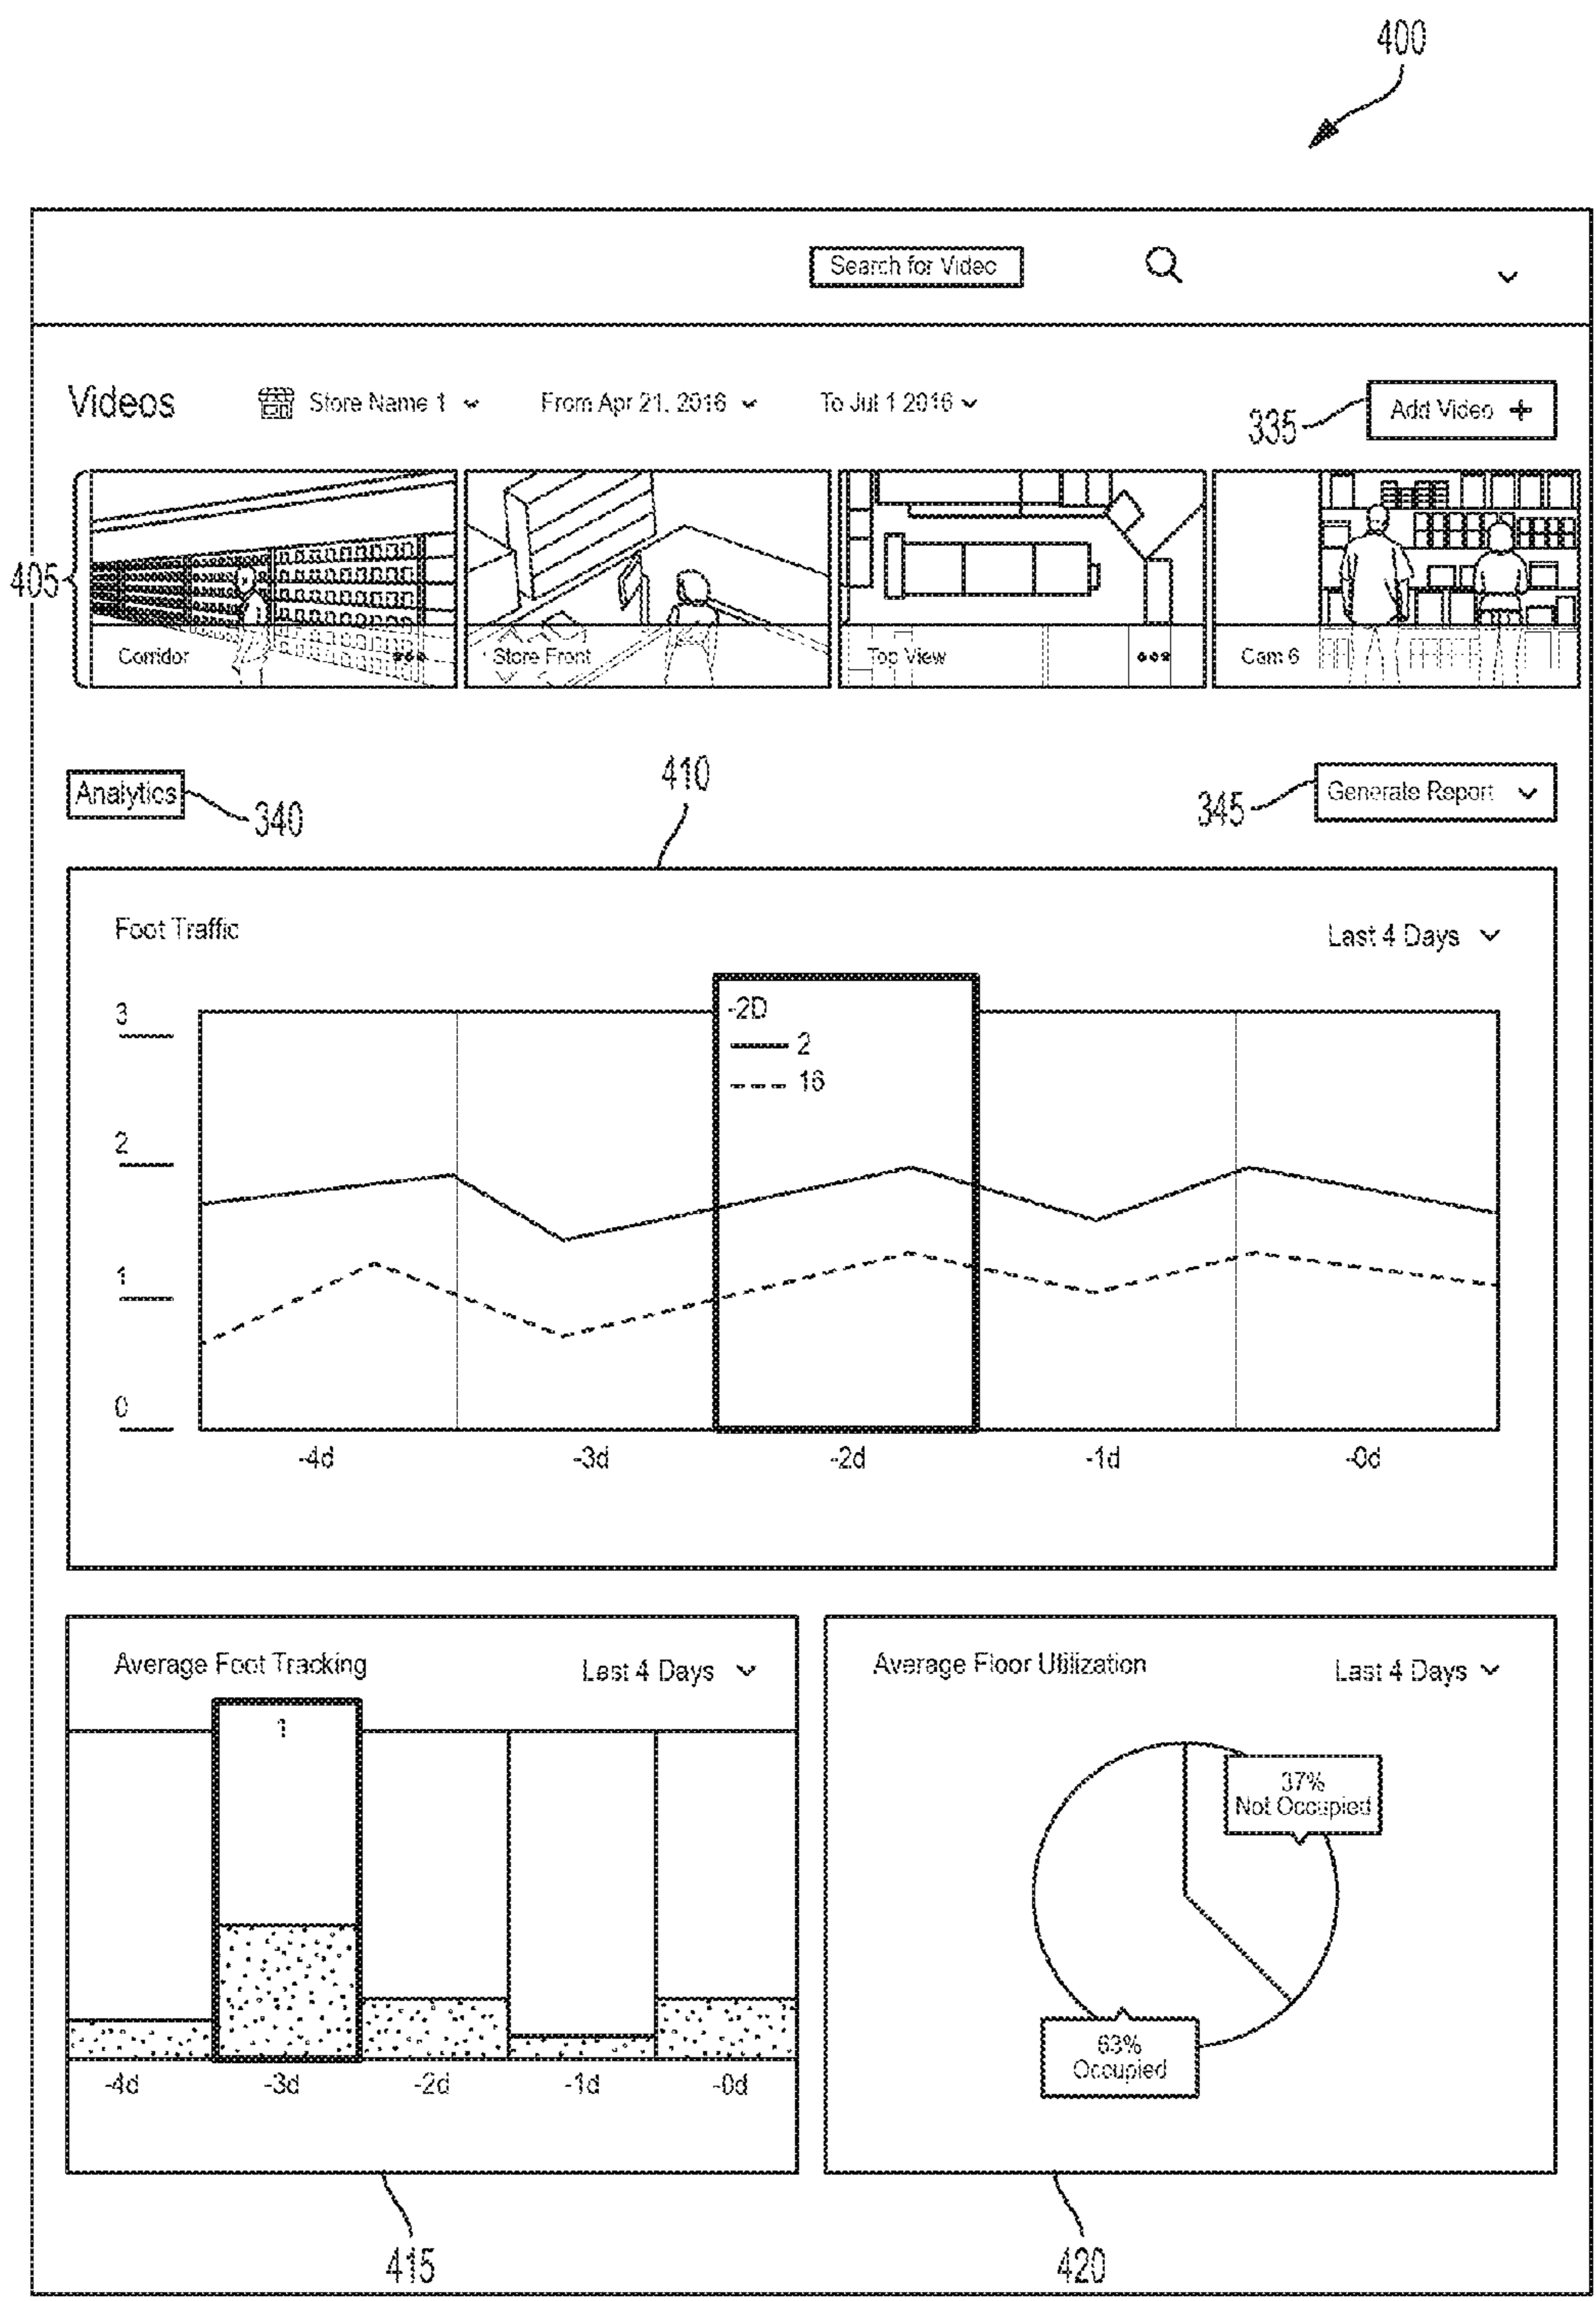 400
Search for Video
Videos
Store Name 1
From Apr 21, 2016
To Jul 1 2016
335
Add Video +
405
Corridor
Store Front
Top View
Cam 6
Analytics
340
410
345
Generate Report
Foot Traffic
Last 4 Days
3
2
1
0
-2D
2
16
-4d
-3d
-2d
-1d
-0d
Average Foot Tracking
Last 4 Days
1
-4d
-3d
-2d
-1d
-0d
Average Floor Utilization
Last 4 Days
37%
Not Occupied
63%
Occupied
415
420